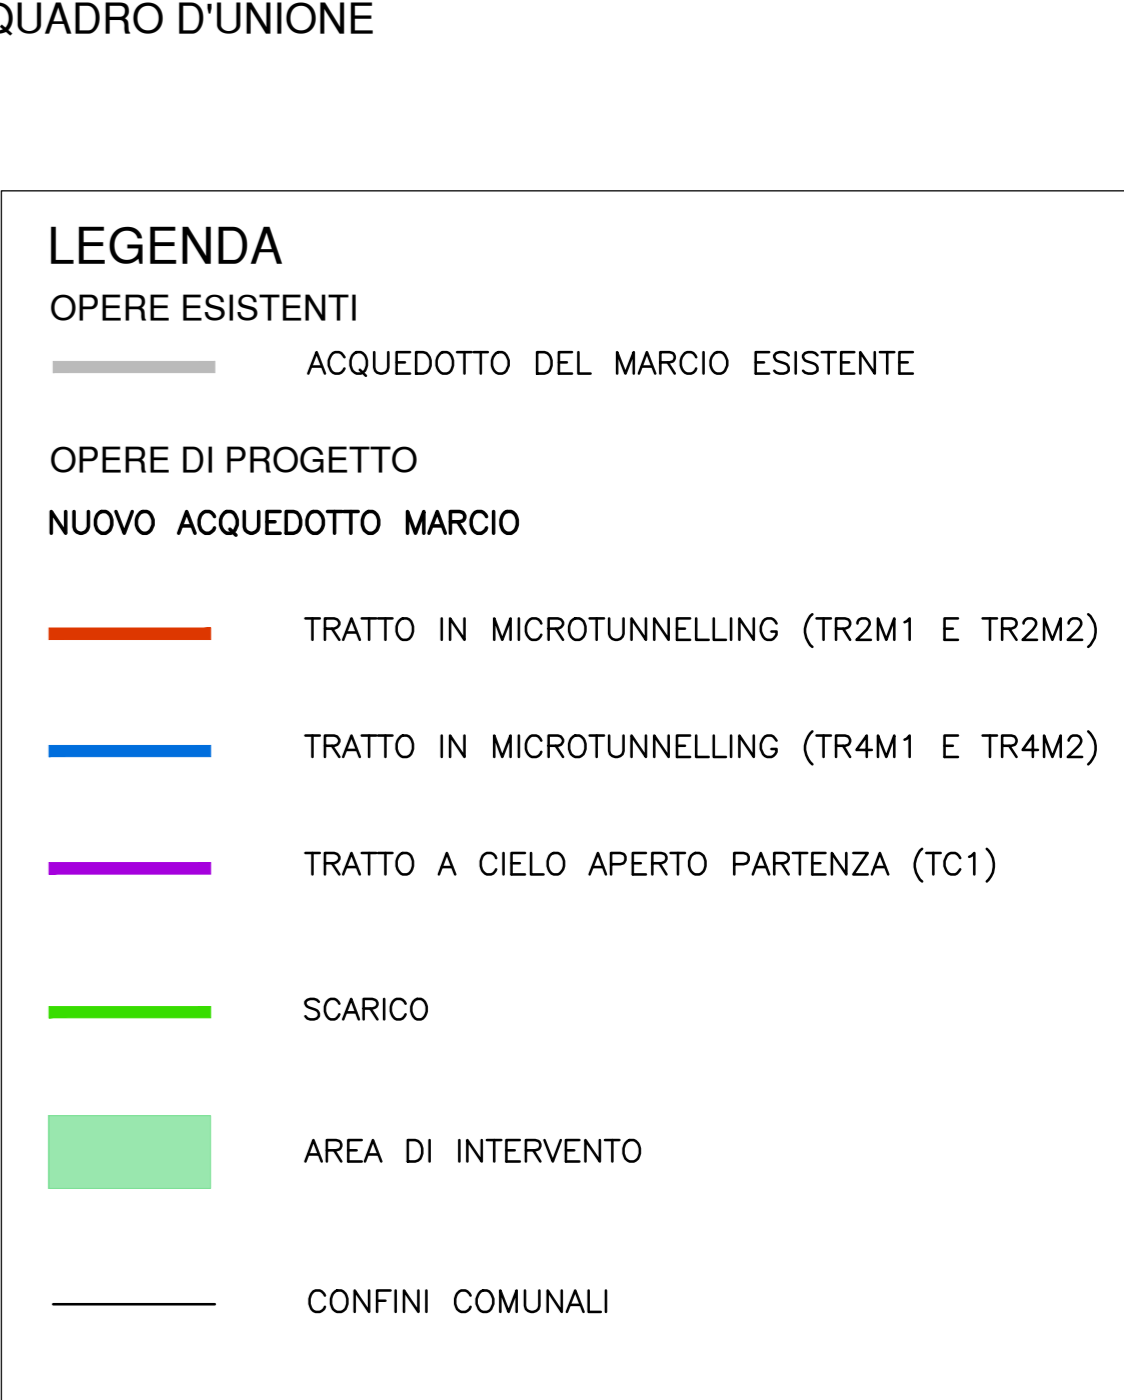 QUADRO D'UNIONE
LEGENDA
OPERE ESISTENTI
ACQUEDOTTO DEL MARCIO ESISTENTE
OPERE DI PROGETTO
NUOVO ACQUEDOTTO MARCIO
TRATTO IN MICROTUNNELLING (TR2M1 E TR2M2)
TRATTO IN MICROTUNNELLING (TR4M1 E TR4M2)
TRATTO A CIELO APERTO PARTENZA (TC1)
SCARICO
AREA DI INTERVENTO
CONFINI COMUNALI